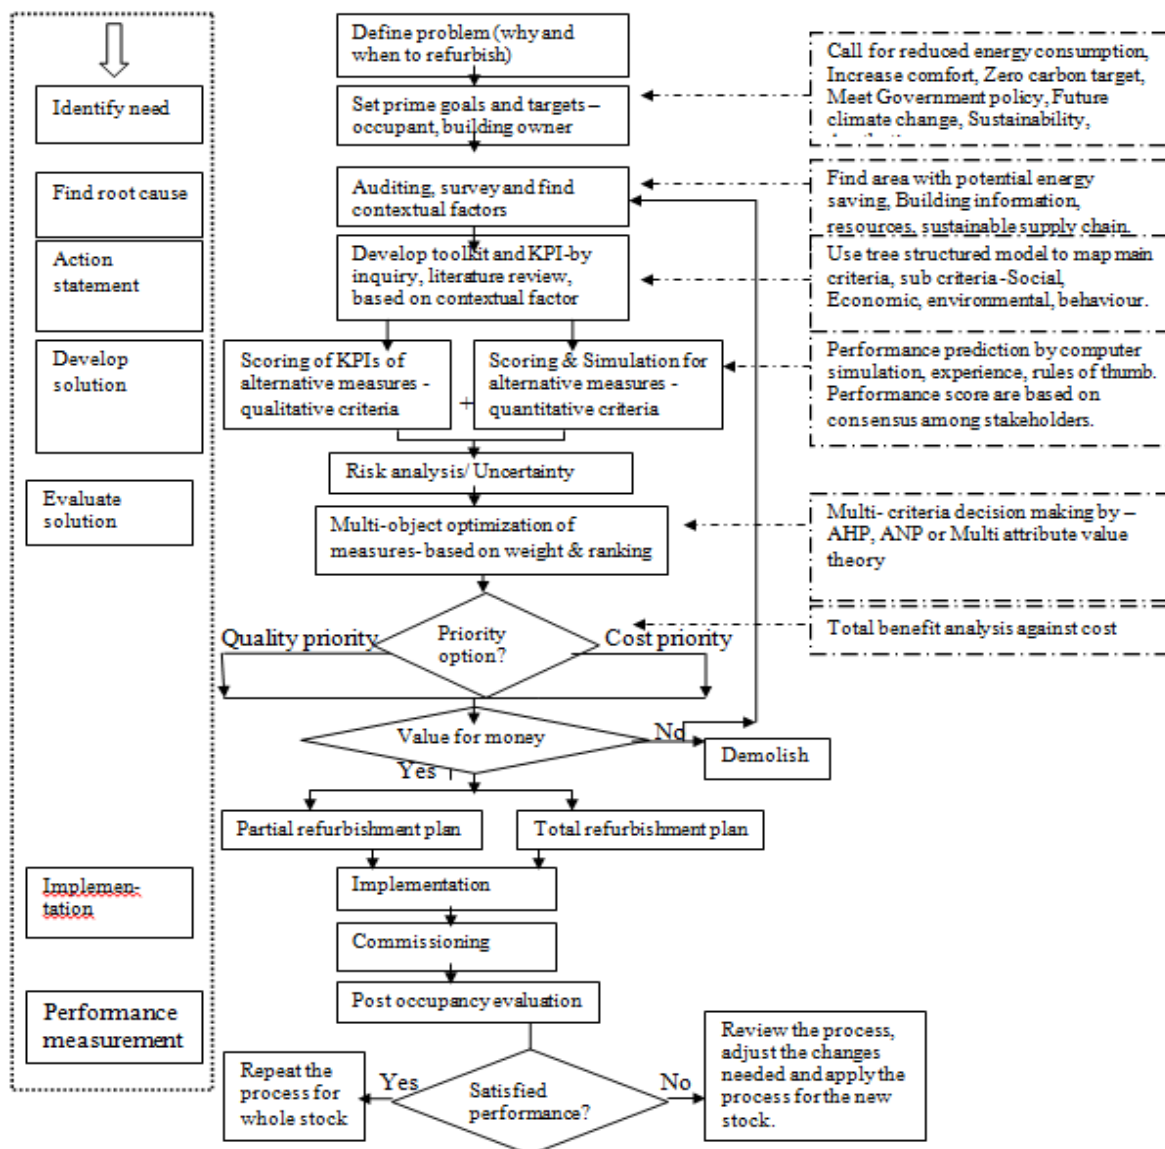 Identify need
Find root cause
Action
statement
Develop
solution
Evaluate
solution
Implemen-
tation
Performance
measurement
Define problem (why and
when to refurbish)
Set prime goals and targets –
occupant, building owner
Auditing, survey and find
contextual factors
Develop toolkit and KPI-by
inquiry, literature review,
based on contextual factor
Scoring of KPIs of
alternative measures -
qualitative criteria
+
Scoring & Simulation for
alternative measures -
quantitative criteria
Risk analysis/ Uncertainty
Multi-object optimization of
measures- based on weight & ranking
Quality priority
Priority
option?
Cost priority
Value for money
No
Demolish
Yes
Partial refurbishment plan
Total refurbishment plan
Implementation
Commissioning
Post occupancy evaluation
Satisfied
performance?
Yes
No
Repeat the
process for
whole stock
Review the process,
adjust the changes
needed and apply the
process for the new
stock.
Call for reduced energy consumption,
Increase comfort, Zero carbon target,
Meet Government policy, Future
climate change, Sustainability,
Find area with potential energy
saving, Building information,
resources, sustainable supply chain.
Use tree structured model to map main
criteria, sub criteria -Social,
Economic, environmental, behaviour.
Performance prediction by computer
simulation, experience, rules of thumb.
Performance score are based on
consensus among stakeholders.
Multi- criteria decision making by –
AHP, ANP or Multi attribute value
theory
Total benefit analysis against cost